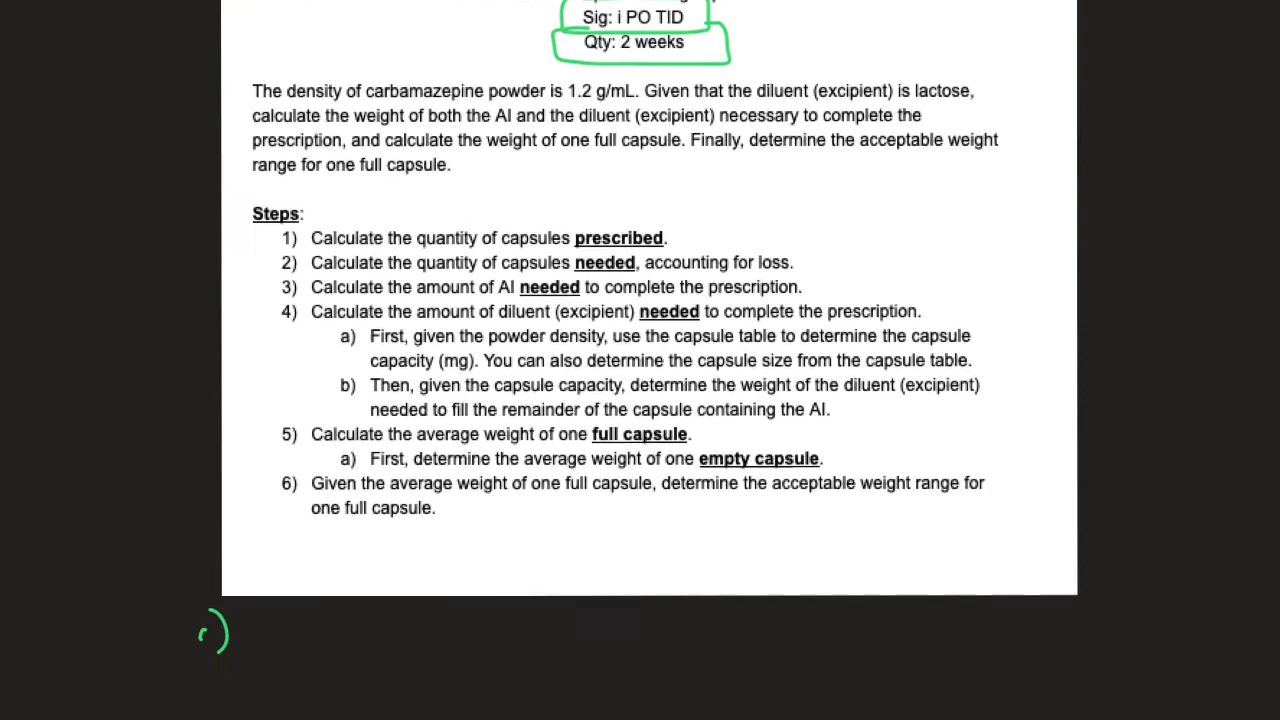 Sig: i PO TID
Qty: 2 weeks
The density of carbamazepine powder is 1.2 g/mL. Given that the diluent (excipient) is lactose,
calculate the weight of both the AI and the diluent (excipient) necessary to complete the
prescription, and calculate the weight of one full capsule. Finally, determine the acceptable weight
range for one full capsule.
Steps:
1) Calculate the quantity of capsules prescribed.
2) Calculate the quantity of capsules needed, accounting for loss.
3) Calculate the amount of AI needed to complete the prescription.
4) Calculate the amount of diluent (excipient) needed to complete the prescription.
a) First, given the powder density, use the capsule table to determine the capsule
capacity (mg). You can also determine the capsule size from the capsule table.
b) Then, given the capsule capacity, determine the weight of the diluent (excipient)
needed to fill the remainder of the capsule containing the AI.
5) Calculate the average weight of one full capsule.
a) First, determine the average weight of one empty capsule.
6) Given the average weight of one full capsule, determine the acceptable weight range for
one full capsule.